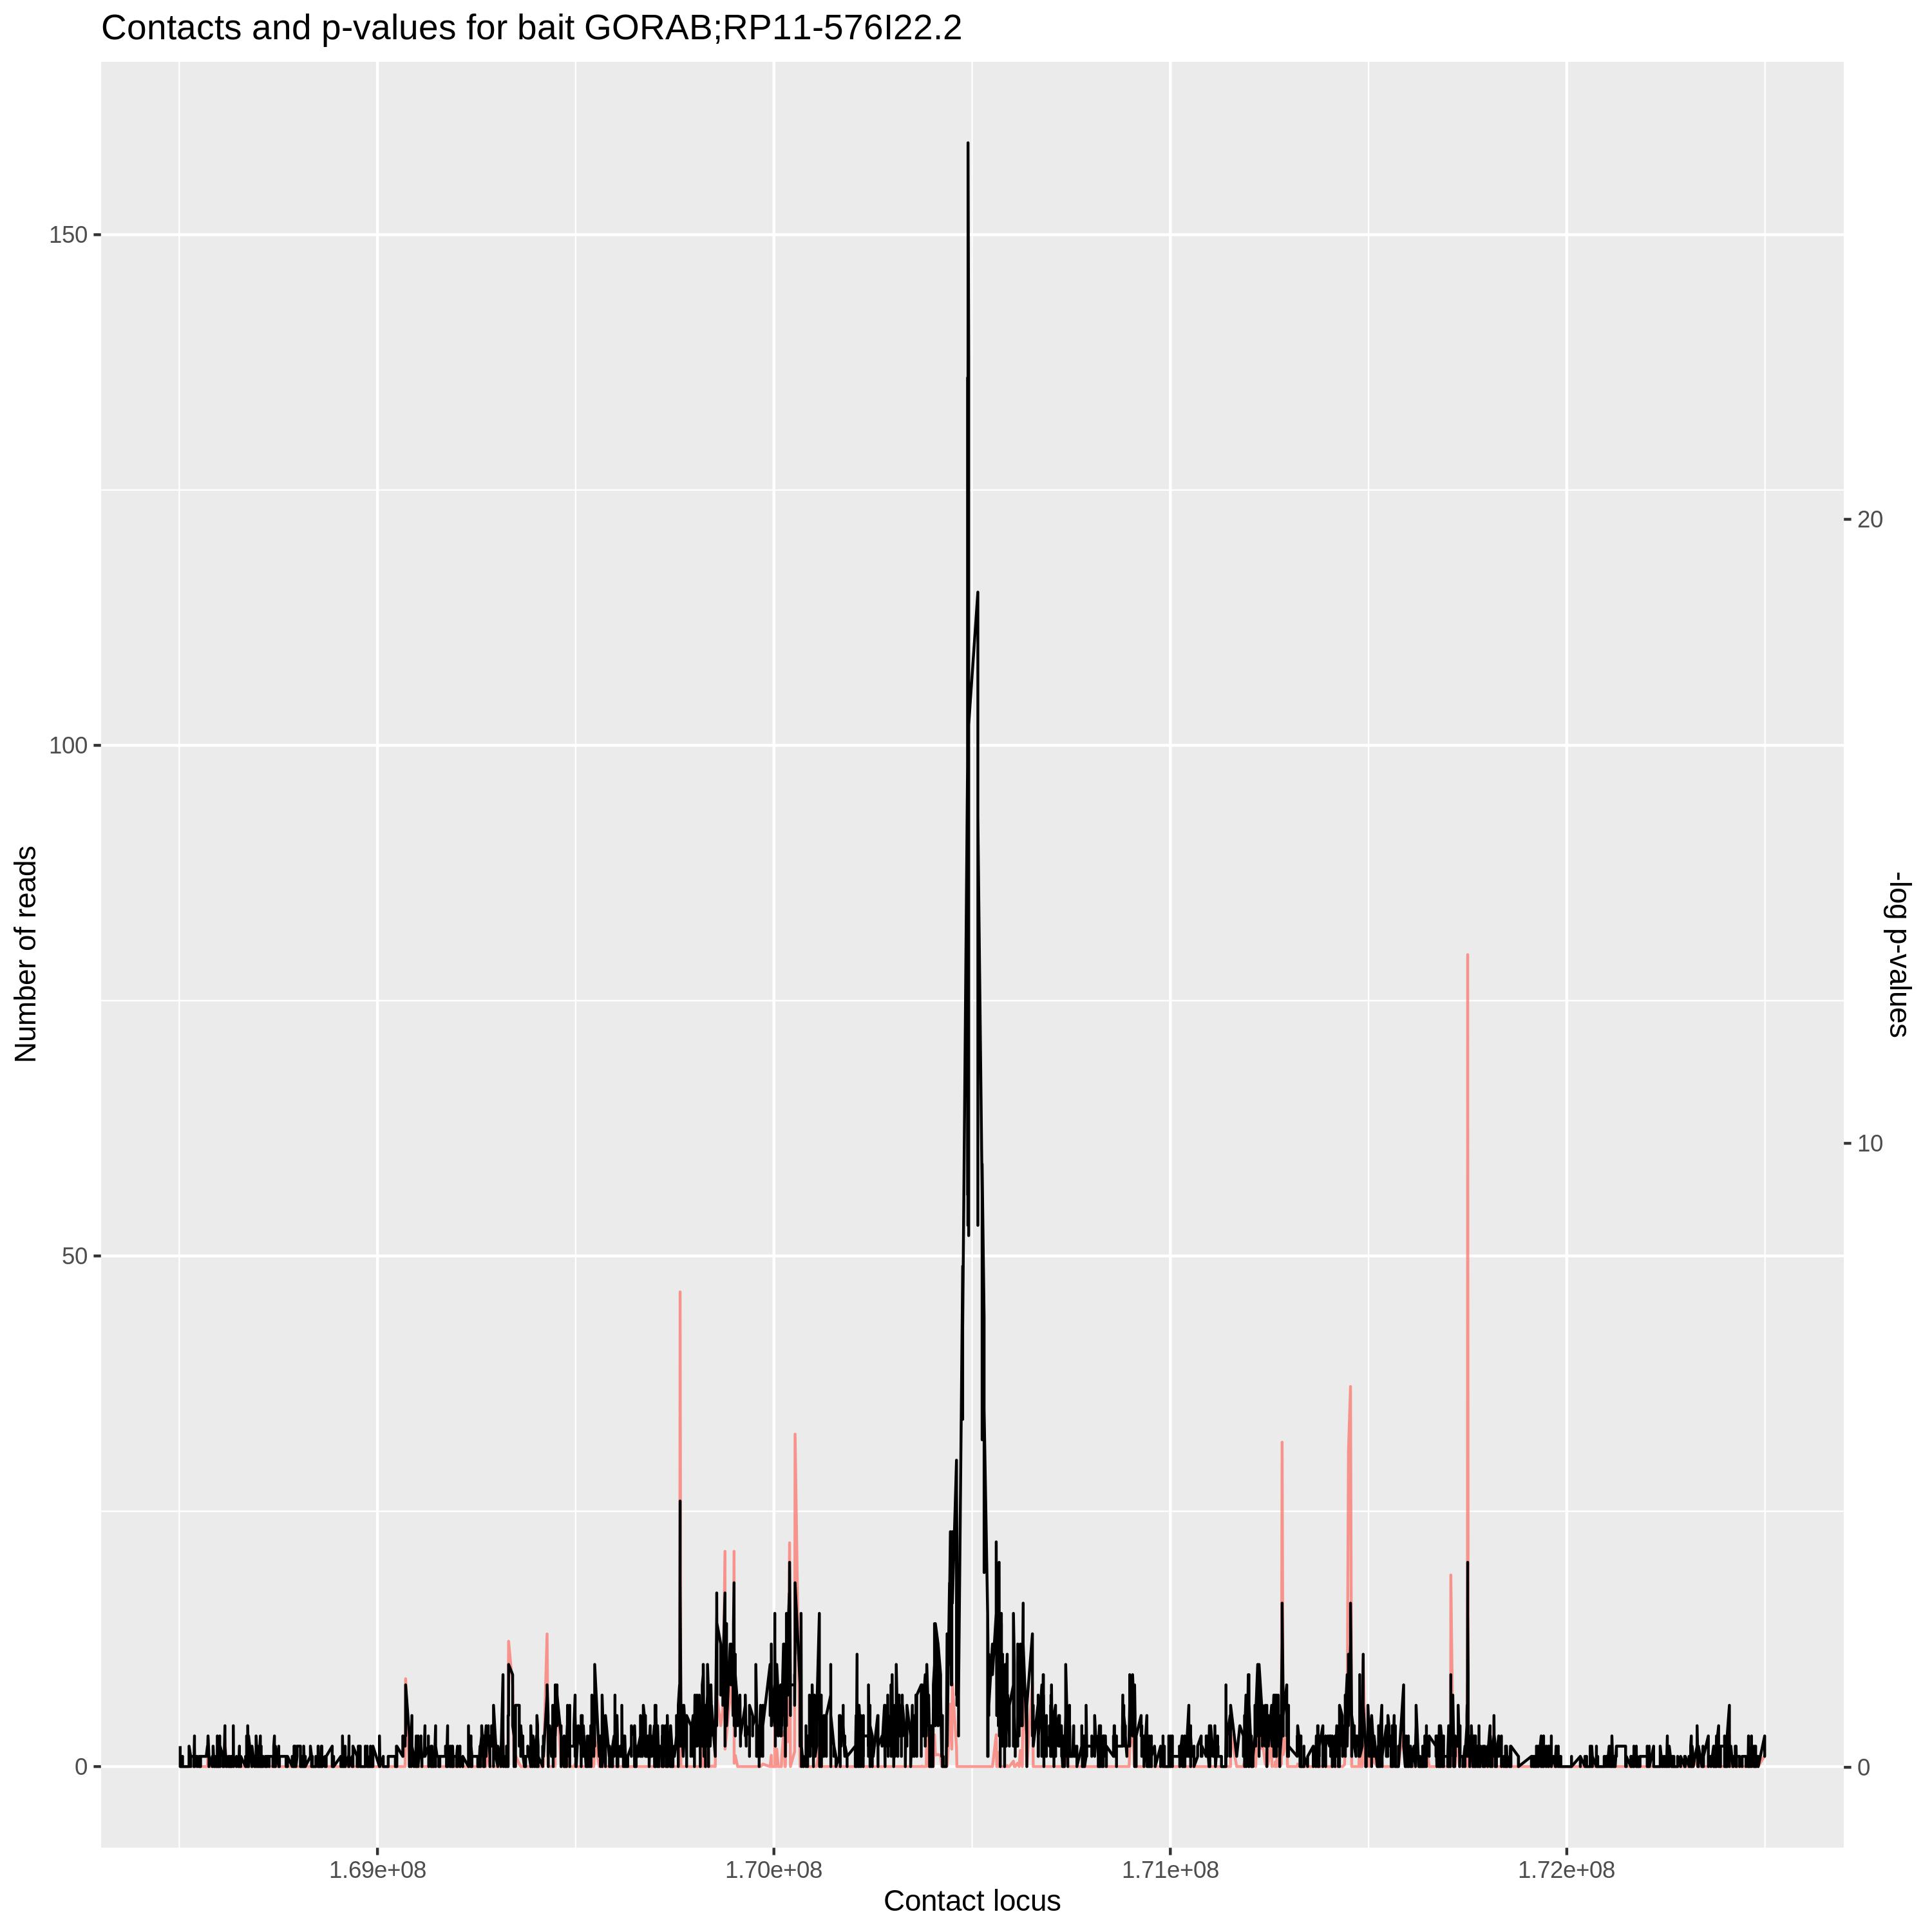 Contacts and p-values for bait GORAB;RP11-576I22.2
150
100
50
0
Number of reads
20
10
0
-log p-values
1.69e+08
1.70e+08
1.71e+08
1.72e+08
Contact locus